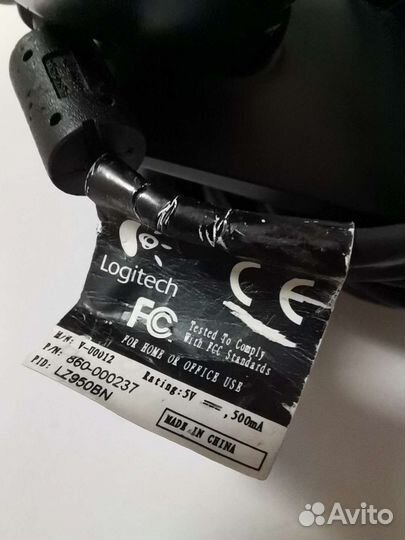 Logitech
CE
FC
Tested To Comply
With FCC Standards
FOR HOME OR OFFICE USE
M/N: V-U0012
P/N: 860-000237
PID: LZ950BN
Rating:5V ⎓, 500mA
MADE IN CHINA
Avito